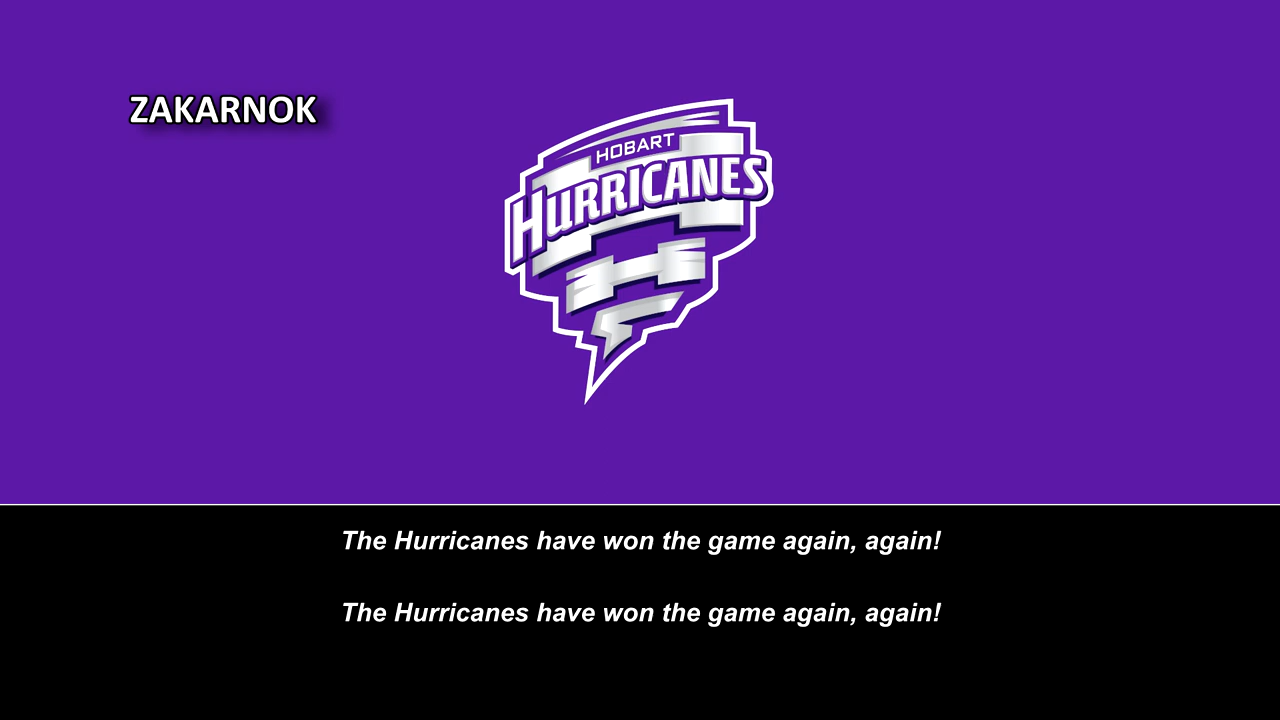 ZAKARNOK
HOBART
HURRICANES
The Hurricanes have won the game again, again!
The Hurricanes have won the game again, again!